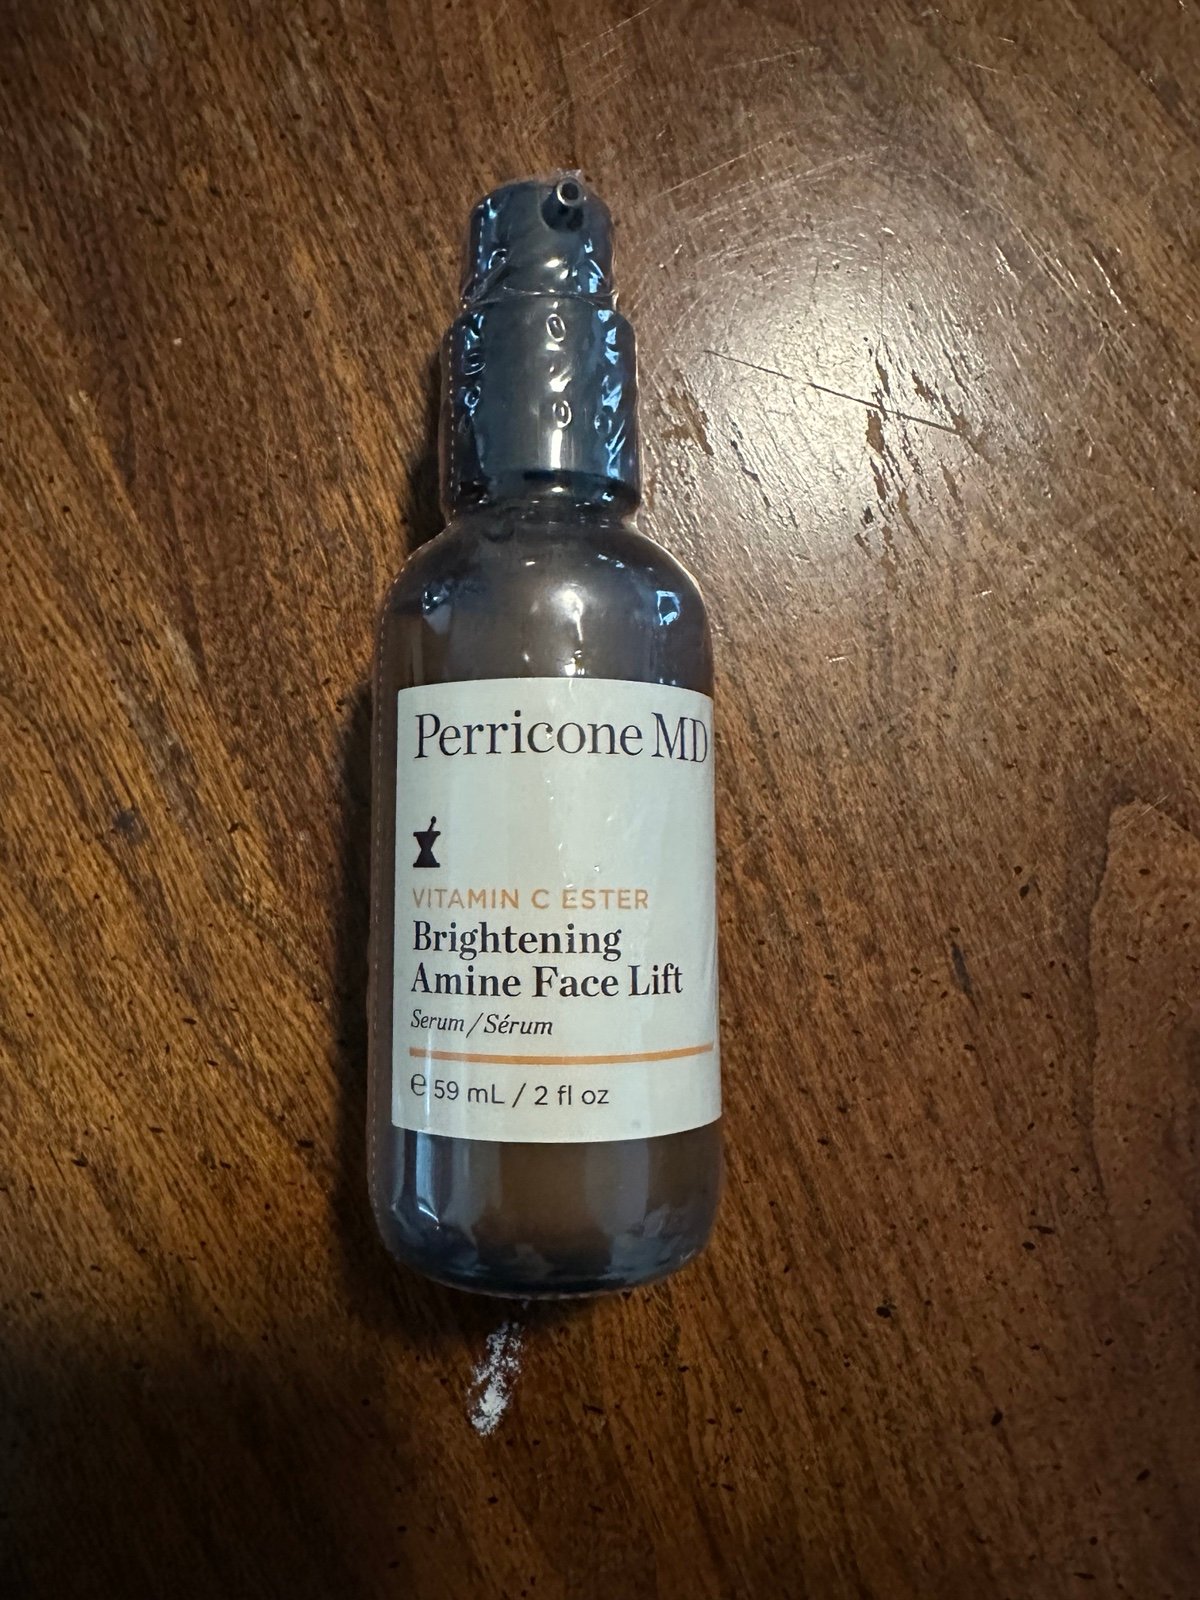 Perricone MD
VITAMIN C ESTER
Brightening
Amine Face Lift
Serum/Sérum
℮ 59 mL / 2 fl oz